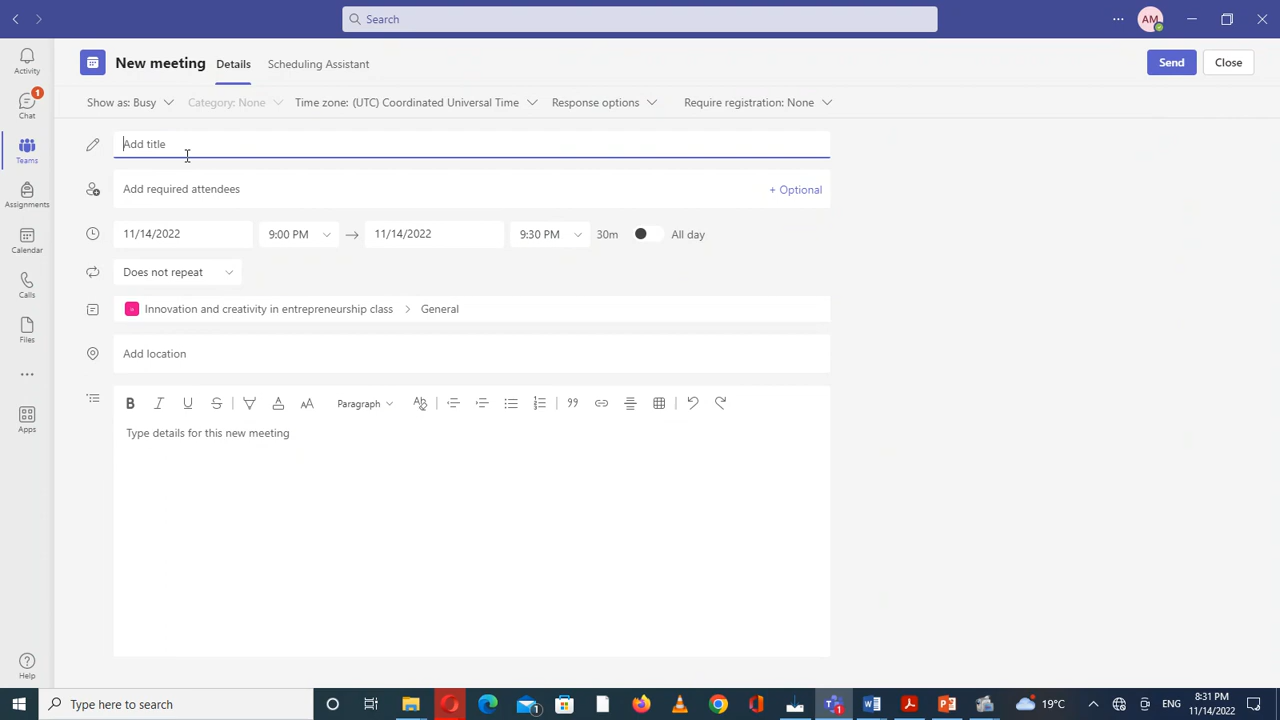 Search
AM
Activity
1
Chat
Teams
Assignments
Calendar
Calls
Files
Apps
Help
New meeting
Details
Scheduling Assistant
Send
Close
Show as: Busy
Category: None
Time zone: (UTC) Coordinated Universal Time
Response options
Require registration: None
Add title
Add required attendees
+ Optional
11/14/2022
9:00 PM
11/14/2022
9:30 PM
30m
All day
Does not repeat
Innovation and creativity in entrepreneurship class
General
Add location
B I U S
Paragraph
Type details for this new meeting
Type here to search
1
1
19°C
ENG
8:31 PM
11/14/2022